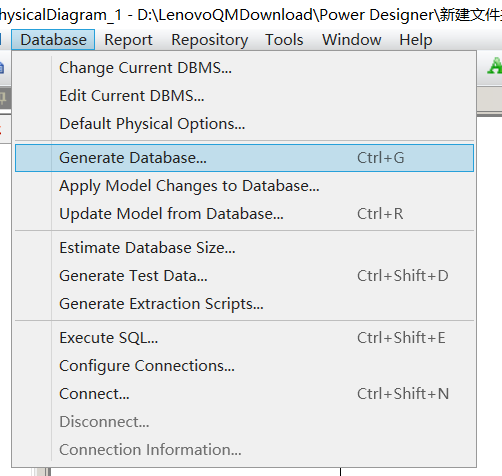 hysicalDiagram_1 - D:\LenovoQMDownload\Power Designer\新建文件
Database Report Repository Tools Window Help
Change Current DBMS...
Edit Current DBMS...
Default Physical Options...
Generate Database... Ctrl+G
Apply Model Changes to Database...
Update Model from Database... Ctrl+R
Estimate Database Size...
Generate Test Data... Ctrl+Shift+D
Generate Extraction Scripts...
Execute SQL... Ctrl+Shift+E
Configure Connections...
Connect... Ctrl+Shift+N
Disconnect...
Connection Information...